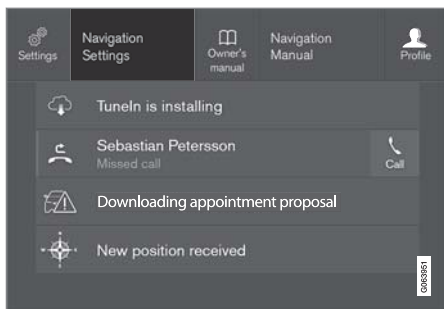 Settings
Navigation
Settings
Owner's
manual
Navigation
Manual
Profile
TuneIn is installing
Sebastian Petersson
Missed call
Call
Downloading appointment proposal
New position received
G063951